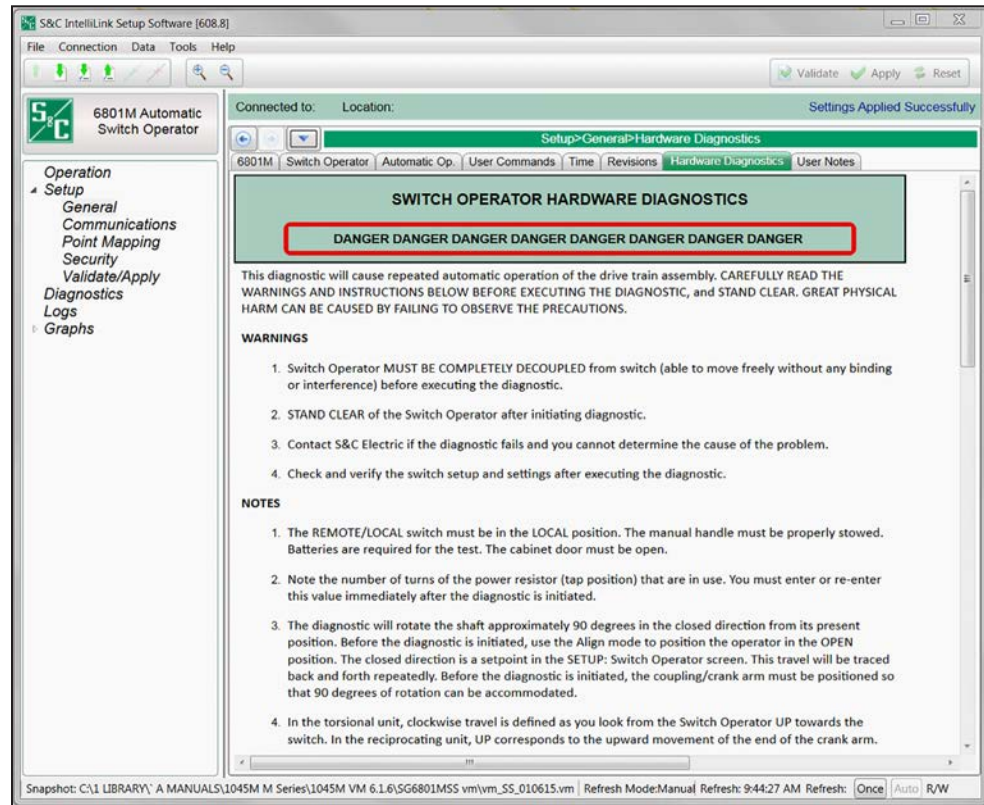 S&C IntelliLink Setup Software [608.8]
File Connection Data Tools Help
Validate Apply Reset
S&C
6801M Automatic
Switch Operator
Connected to: Location: Settings Applied Successfully
Setup>General>Hardware Diagnostics
6801M Switch Operator Automatic Op. User Commands Time Revisions Hardware Diagnostics User Notes
Operation
Setup
General
Communications
Point Mapping
Security
Validate/Apply
Diagnostics
Logs
Graphs
SWITCH OPERATOR HARDWARE DIAGNOSTICS
DANGER DANGER DANGER DANGER DANGER DANGER DANGER DANGER
This diagnostic will cause repeated automatic operation of the drive train assembly. CAREFULLY READ THE
WARNINGS AND INSTRUCTIONS BELOW BEFORE EXECUTING THE DIAGNOSTIC, and STAND CLEAR. GREAT PHYSICAL
HARM CAN BE CAUSED BY FAILING TO OBSERVE THE PRECAUTIONS.
WARNINGS
1. Switch Operator MUST BE COMPLETELY DECOUPLED from switch (able to move freely without any binding
or interference) before executing the diagnostic.
2. STAND CLEAR of the Switch Operator after initiating diagnostic.
3. Contact S&C Electric if the diagnostic fails and you cannot determine the cause of the problem.
4. Check and verify the switch setup and settings after executing the diagnostic.
NOTES
1. The REMOTE/LOCAL switch must be in the LOCAL position. The manual handle must be properly stowed.
Batteries are required for the test. The cabinet door must be open.
2. Note the number of turns of the power resistor (tap position) that are in use. You must enter or re-enter
this value immediately after the diagnostic is initiated.
3. The diagnostic will rotate the shaft approximately 90 degrees in the closed direction from its present
position. Before the diagnostic is initiated, use the Align mode to position the operator in the OPEN
position. The closed direction is a setpoint in the SETUP: Switch Operator screen. This travel will be traced
back and forth repeatedly. Before the diagnostic is initiated, the coupling/crank arm must be positioned so
that 90 degrees of rotation can be accommodated.
4. In the torsional unit, clockwise travel is defined as you look from the Switch Operator UP towards the
switch. In the reciprocating unit, UP corresponds to the upward movement of the end of the crank arm.
Snapshot: C:\1 LIBRARY\` A MANUALS\1045M M Series\1045M VM 6.1.6\SG6801MSS vm\vm_SS_010615.vm Refresh Mode:Manual Refresh: 9:44:27 AM Refresh: Once Auto R/W